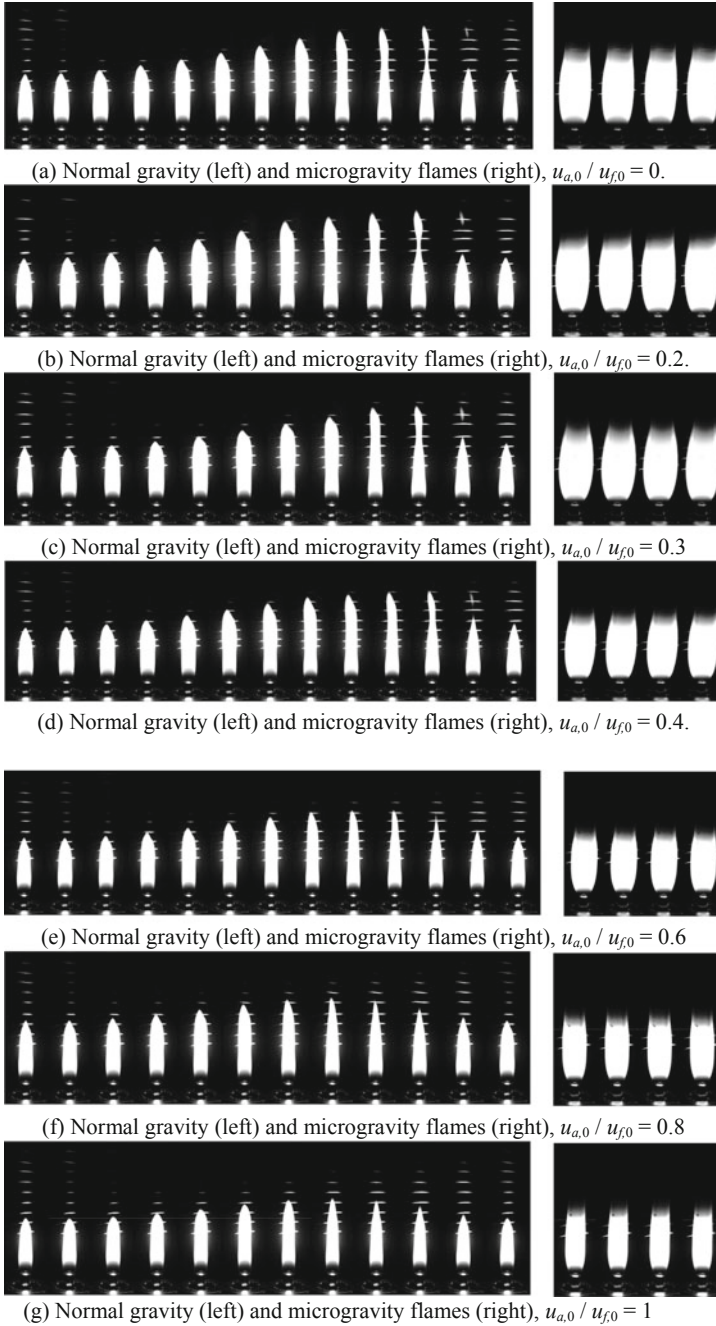 (a) Normal gravity (left) and microgravity flames (right), u_{a,0} / u_{f,0} = 0.
(b) Normal gravity (left) and microgravity flames (right), u_{a,0} / u_{f,0} = 0.2.
(c) Normal gravity (left) and microgravity flames (right), u_{a,0} / u_{f,0} = 0.3
(d) Normal gravity (left) and microgravity flames (right), u_{a,0} / u_{f,0} = 0.4.
(e) Normal gravity (left) and microgravity flames (right), u_{a,0} / u_{f,0} = 0.6
(f) Normal gravity (left) and microgravity flames (right), u_{a,0} / u_{f,0} = 0.8
(g) Normal gravity (left) and microgravity flames (right), u_{a,0} / u_{f,0} = 1